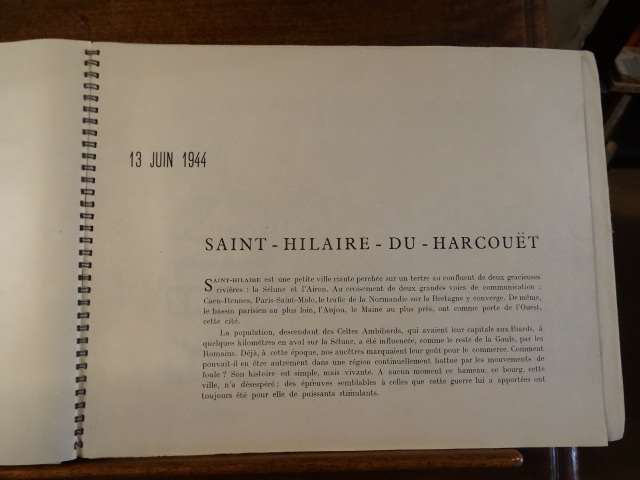 13 JUIN 1944
SAINT-HILAIRE-DU-HARCOUËT
SAINT-HILAIRE est une petite ville riante perchée sur un tertre au confluent de deux gracieuses
rivières : la Sélune et l'Airon. Au croisement de deux grandes voies de communication :
Caen-Rennes, Paris-Saint-Malo, le trafic de la Normandie sur la Bretagne y converge. De même,
le bassin parisien au plus loin, l'Anjou, le Maine au plus près, ont comme porte de l'Ouest,
cette cité.
La population, descendant des Celtes Ambibards, qui avaient leur capitale aux Biards, à
quelques kilomètres en aval sur la Sélune, a été influencée, comme le reste de la Gaule, par les
Romains. Déjà, à cette époque, nos ancêtres marquaient leur goût pour le commerce. Comment
pouvait-il en être autrement dans une région continuellement battue par les mouvements de
foule ? Son histoire est simple, mais vivante. A aucun moment ce hameau, ce bourg, cette
ville, n'a désespéré ; des épreuves semblables à celles que cette guerre lui a apportées ont
toujours été pour elle de puissants stimulants.